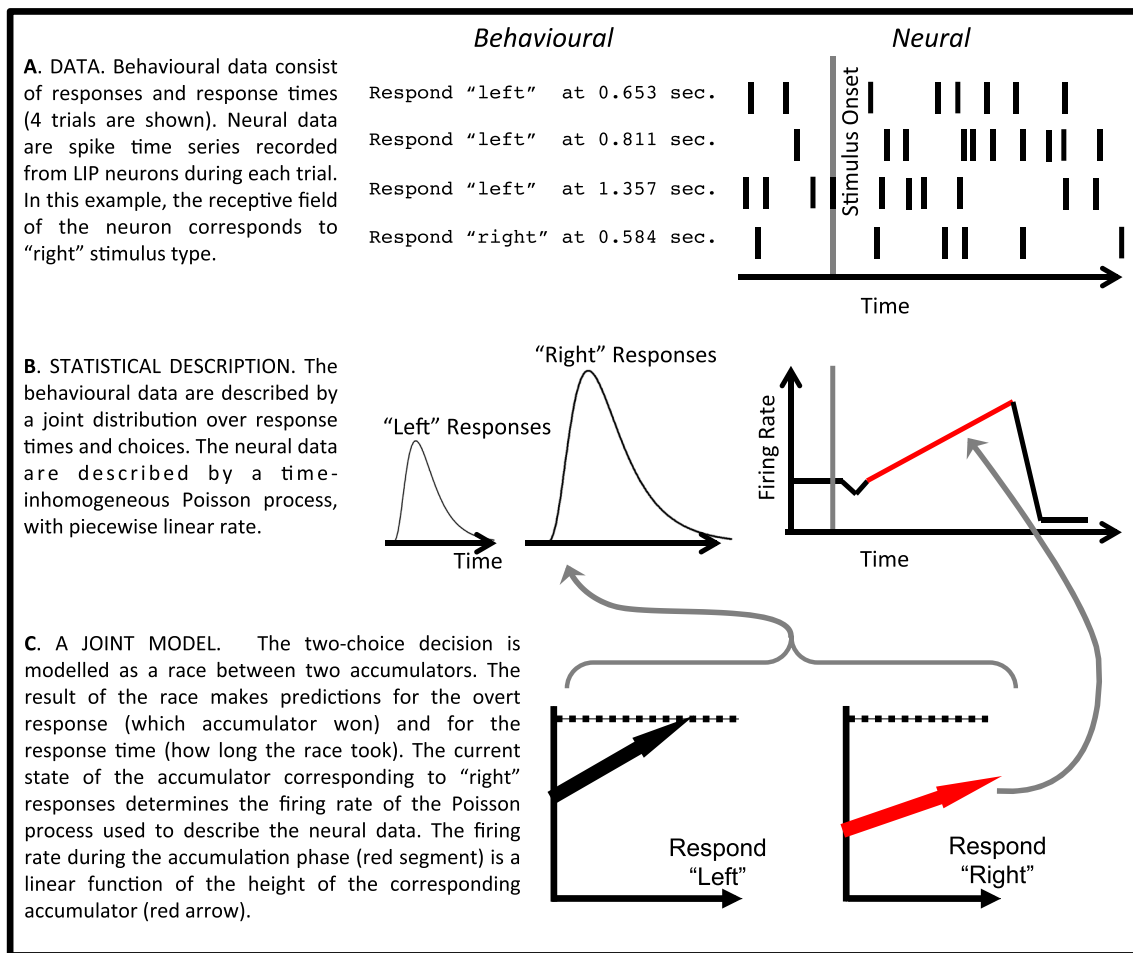 Behavioural
Neural
A. DATA. Behavioural data consist
of responses and response times
(4 trials are shown). Neural data
are spike time series recorded
from LIP neurons during each trial.
In this example, the receptive field
of the neuron corresponds to
“right” stimulus type.
Respond “left” at 0.653 sec.
Respond “left” at 0.811 sec.
Respond “left” at 1.357 sec.
Respond “right” at 0.584 sec.
Stimulus Onset
Time
B. STATISTICAL DESCRIPTION. The
behavioural data are described by
a joint distribution over response
times and choices. The neural data
are described by a time-
inhomogeneous Poisson process,
with piecewise linear rate.
“Left” Responses
Time
“Right” Responses
Firing Rate
Time
C. A JOINT MODEL. The two-choice decision is
modelled as a race between two accumulators. The
result of the race makes predictions for the overt
response (which accumulator won) and for the
response time (how long the race took). The current
state of the accumulator corresponding to “right”
responses determines the firing rate of the Poisson
process used to describe the neural data. The firing
rate during the accumulation phase (red segment) is a
linear function of the height of the corresponding
accumulator (red arrow).
Respond
“Left”
Respond
“Right”